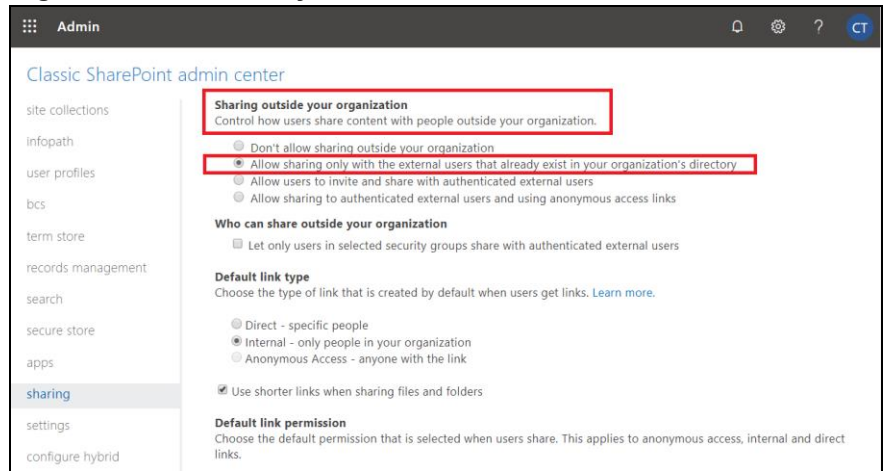 Admin
?
CT
Classic SharePoint admin center
site collections
infopath
user profiles
bcs
term store
records management
search
secure store
apps
sharing
settings
configure hybrid
Sharing outside your organization
Control how users share content with people outside your organization.
Don't allow sharing outside your organization
Allow sharing only with the external users that already exist in your organization's directory
Allow users to invite and share with authenticated external users
Allow sharing to authenticated external users and using anonymous access links
Who can share outside your organization
Let only users in selected security groups share with authenticated external users
Default link type
Choose the type of link that is created by default when users get links. Learn more.
Direct - specific people
Internal - only people in your organization
Anonymous Access - anyone with the link
Use shorter links when sharing files and folders
Default link permission
Choose the default permission that is selected when users share. This applies to anonymous access, internal and direct
links.